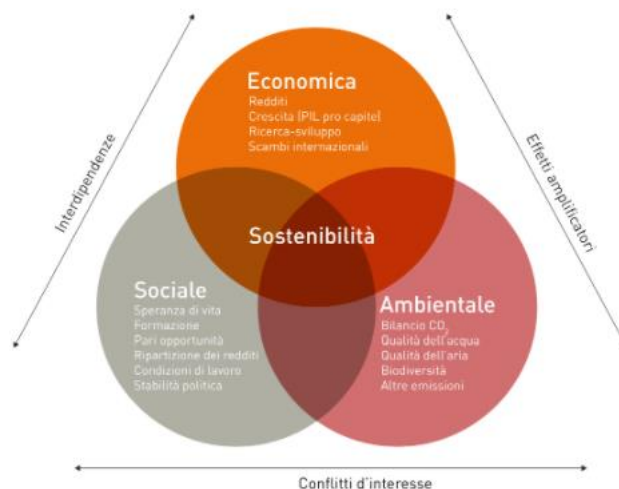 Economica
Redditi
Crescita (PIL pro capite)
Ricerca-sviluppo
Scambi internazionali
Interdipendenze
Effetti amplificatori
Sostenibilità
Sociale
Speranza di vita
Formazione
Pari opportunità
Ripartizione dei redditi
Condizioni di lavoro
Stabilità politica
Ambientale
Bilancio CO₂
Qualità dell'acqua
Qualità dell'aria
Biodiversità
Altre emissioni
Conflitti d'interesse